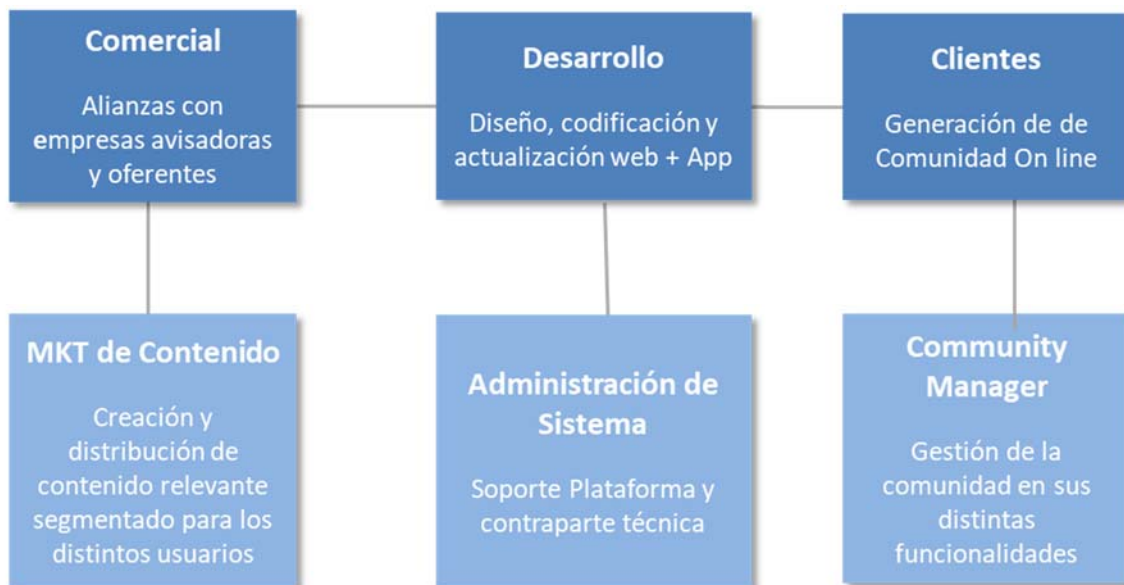 Comercial
Alianzas con
empresas avisadoras
y oferentes
Desarrollo
Diseño, codificación y
actualización web + App
Clientes
Generación de de
Comunidad On line
MKT de Contenido
Creación y
distribución de
contenido relevante
segmentado para los
distintos usuarios
Administración de
Sistema
Soporte Plataforma y
contraparte técnica
Community
Manager
Gestión de la
comunidad en sus
distintas
funcionalidades